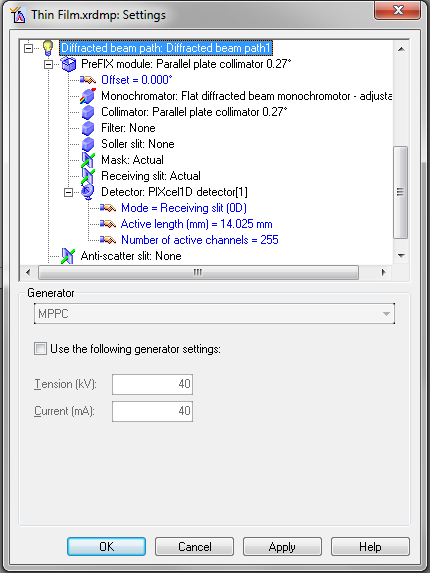 Thin Film.xrdmp: Settings
Diffracted beam path: Diffracted beam path1
PreFIX module: Parallel plate collimator 0.27°
Offset = 0.000°
Monochromator: Flat diffracted beam monochromotor - adjusta
Collimator: Parallel plate collimator 0.27°
Filter: None
Soller slit: None
Mask: Actual
Receiving slit: Actual
Detector: PIXcel1D detector[1]
Mode = Receiving slit (0D)
Active length (mm) = 14.025 mm
Number of active channels = 255
Anti-scatter slit: None
Generator
MPPC
Use the following generator settings:
Tension (kV): 40
Current (mA): 40
OK Cancel Apply Help